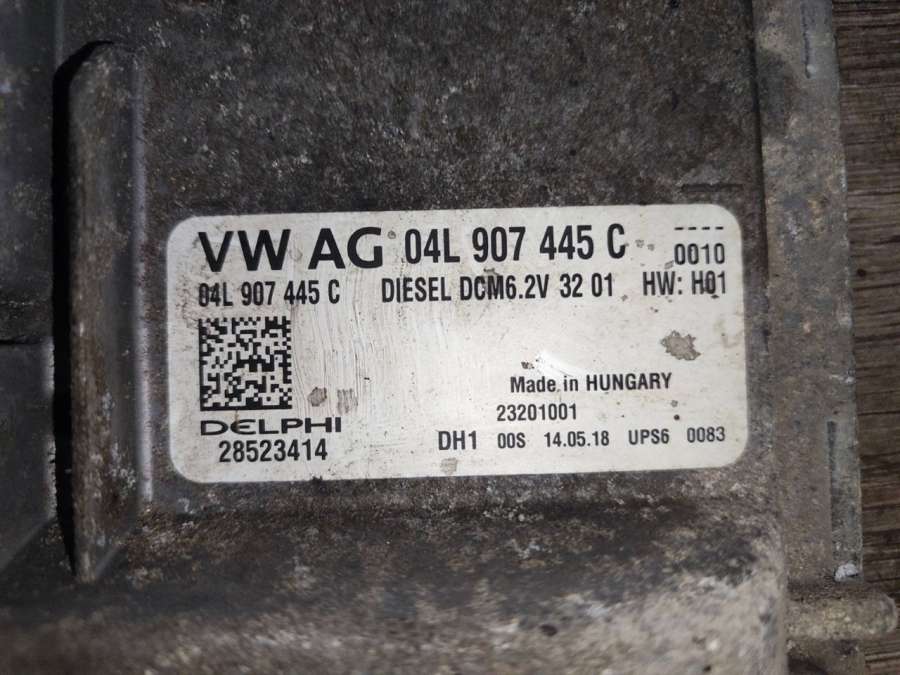 VW AG 04L 907 445 C ----
0010
04L 907 445 C DIESEL DCM6.2V 32 01 HW: H01
Made in HUNGARY
23201001
DELPHI
28523414
DH1 00S 14.05.18 UPS6 0083